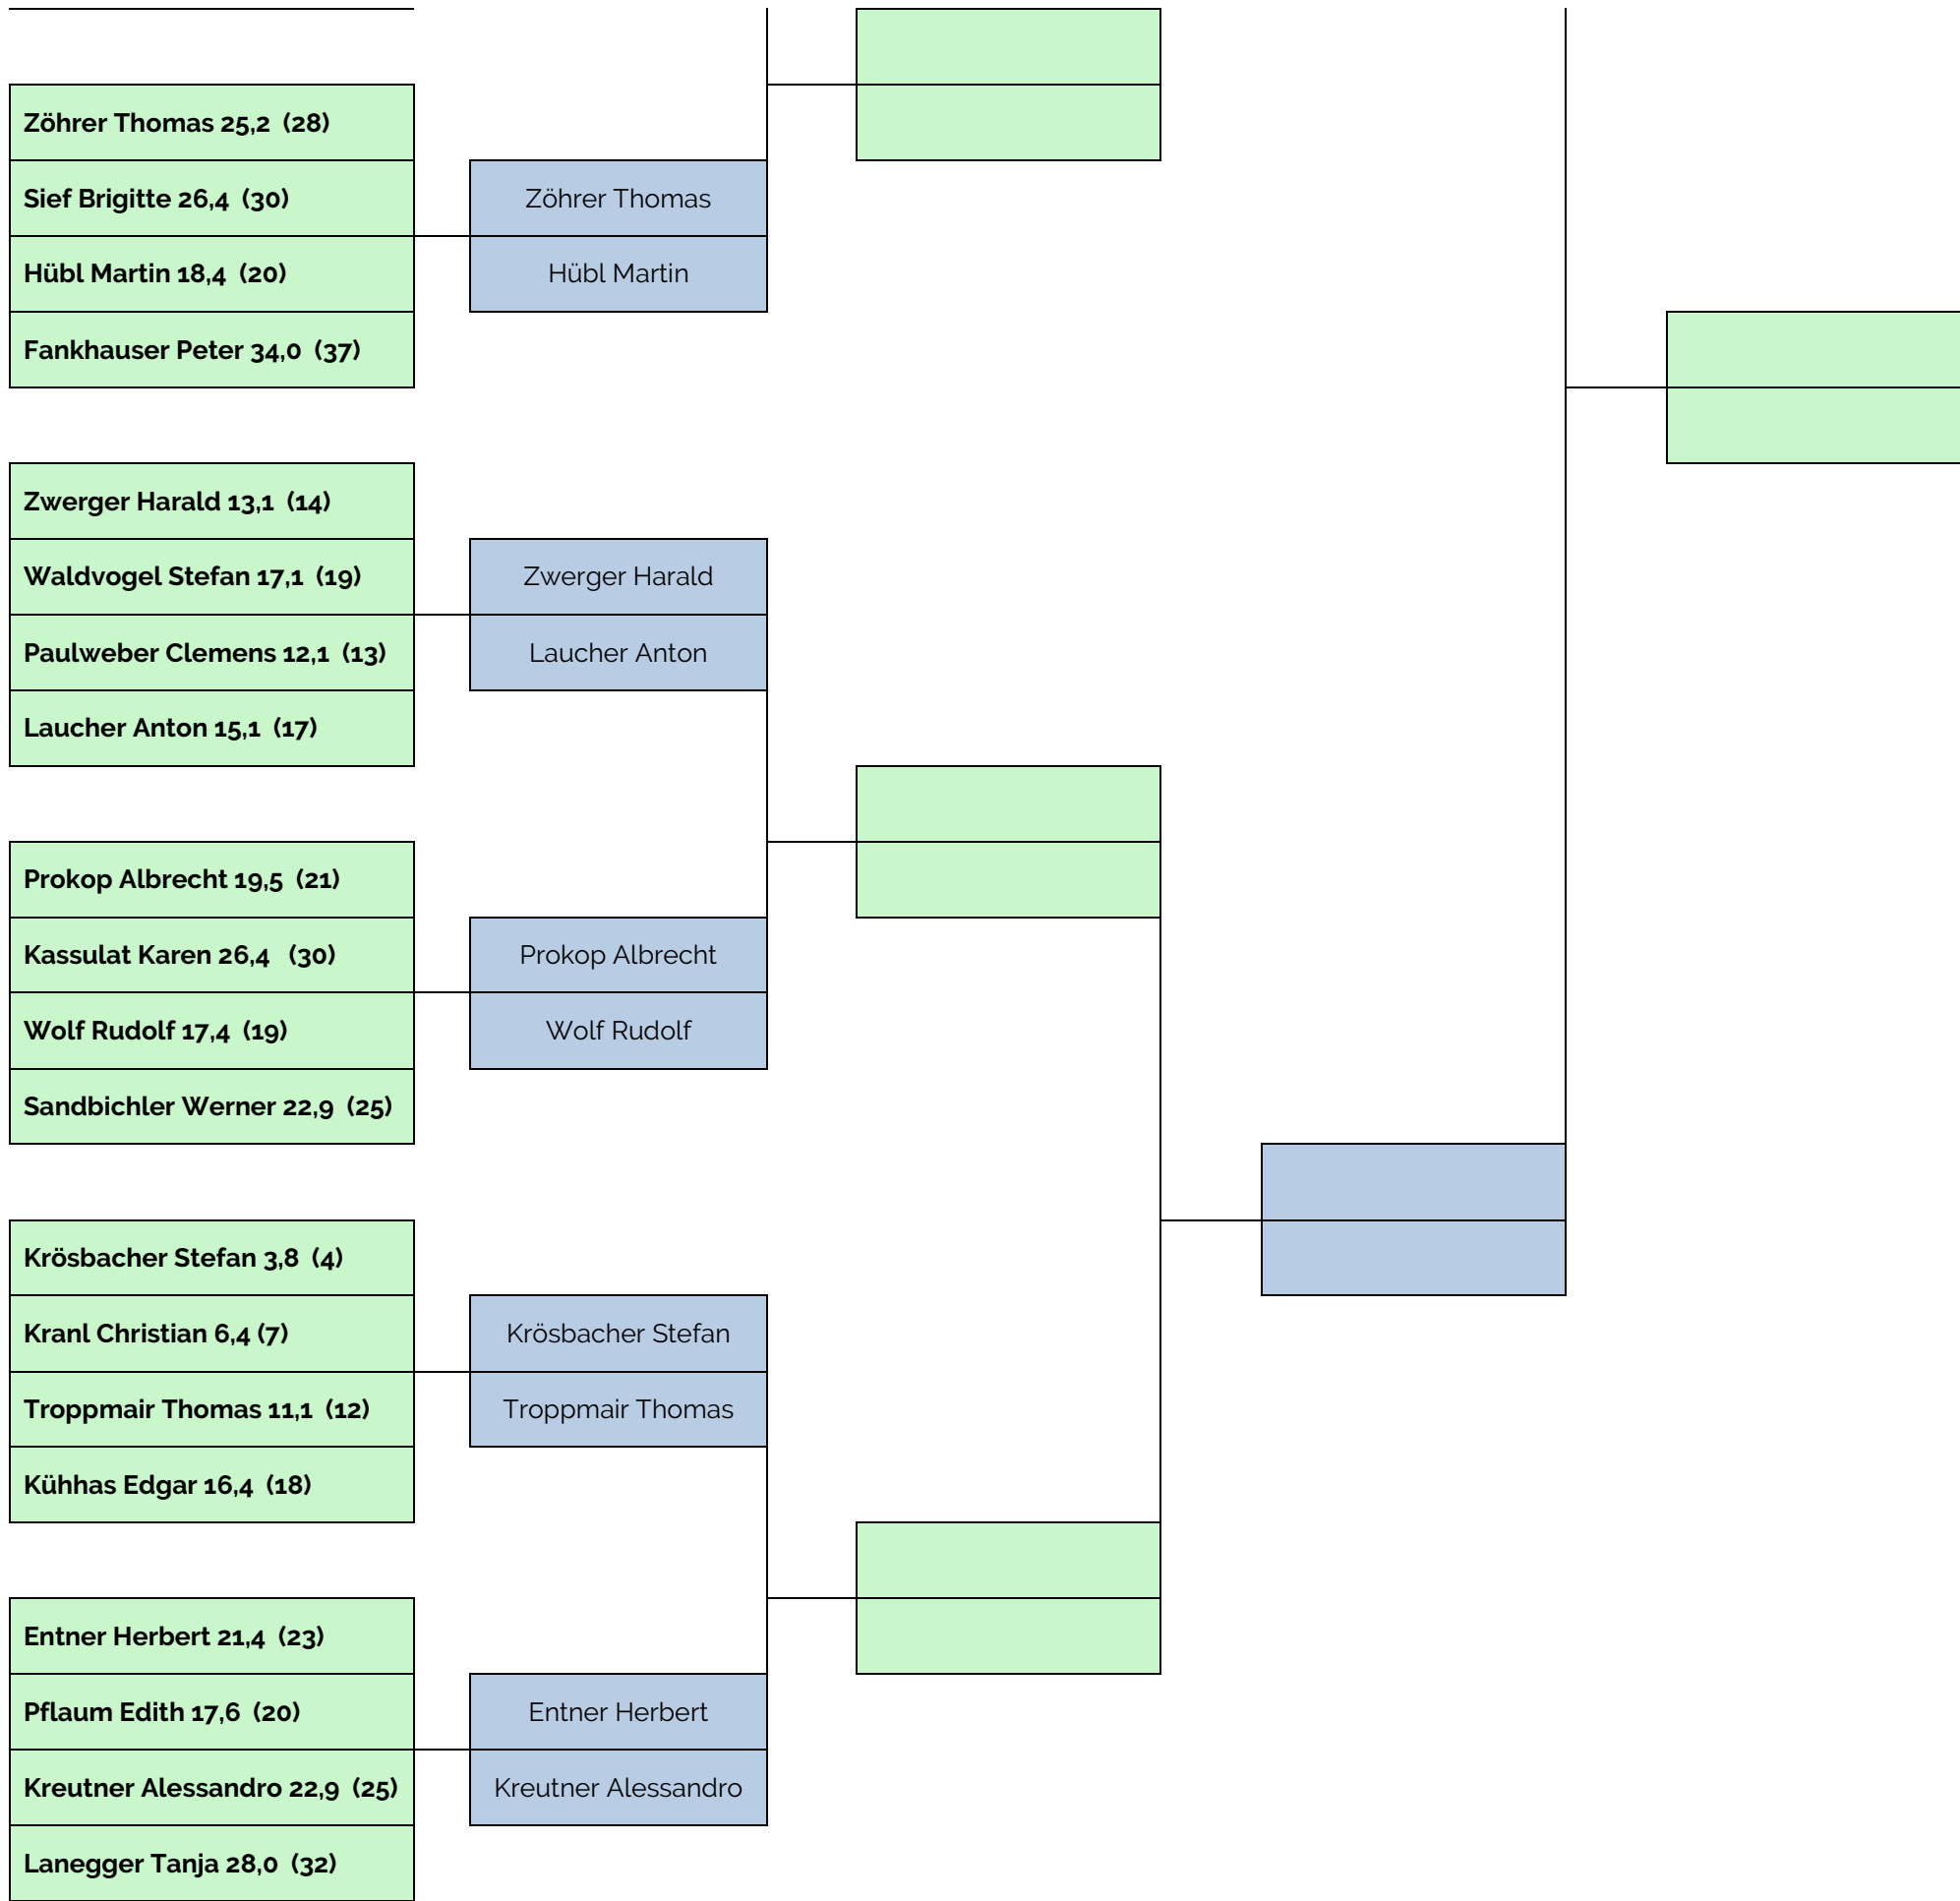 Zöhrer Thomas 25,2 (28)
Sief Brigitte 26,4 (30)
Hübl Martin 18,4 (20)
Fankhauser Peter 34,0 (37)
Zöhrer Thomas
Hübl Martin
Zwerger Harald 13,1 (14)
Waldvogel Stefan 17,1 (19)
Paulweber Clemens 12,1 (13)
Laucher Anton 15,1 (17)
Zwerger Harald
Laucher Anton
Prokop Albrecht 19,5 (21)
Kassulat Karen 26,4 (30)
Wolf Rudolf 17,4 (19)
Sandbichler Werner 22,9 (25)
Prokop Albrecht
Wolf Rudolf
Krösbacher Stefan 3,8 (4)
Kranl Christian 6,4 (7)
Troppmair Thomas 11,1 (12)
Kühhas Edgar 16,4 (18)
Krösbacher Stefan
Troppmair Thomas
Entner Herbert 21,4 (23)
Pflaum Edith 17,6 (20)
Kreutner Alessandro 22,9 (25)
Lanegger Tanja 28,0 (32)
Entner Herbert
Kreutner Alessandro